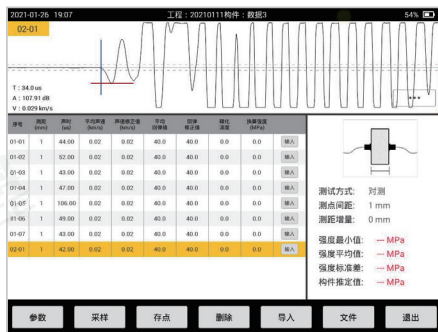 2021-01-26 19:07 工程：20210111构件：数据3 54%
02-01
T : 34.0 us
A : 107.91 dB
V : 0.029 km/s
序号 测距 声时 平均声速 声速修正值 平均 回弹 碳化 换算强度
(mm) (us) (km/s) (km/s) 回弹值 修正值 深度 (MPa)
01-01 1 44.00 0.02 0.02 40.0 40.0 0.0 0.0 输入
01-02 1 52.00 0.02 0.02 40.0 40.0 0.0 0.0 输入
01-03 1 43.00 0.02 0.02 40.0 40.0 0.0 0.0 输入
01-04 1 47.00 0.02 0.02 40.0 40.0 0.0 0.0 输入
01-05 1 106.00 0.02 0.02 40.0 40.0 0.0 0.0 输入
01-06 1 49.00 0.02 0.02 40.0 40.0 0.0 0.0 输入
01-07 1 43.00 0.02 0.02 40.0 40.0 0.0 0.0 输入
02-01 1 42.00 0.02 0.02 40.0 40.0 0.0 0.0 输入
测试方式: 对测
测点间距: 1 mm
测距增量: 0 mm
强度最小值: --- MPa
强度平均值: --- MPa
强度标准差: --- MPa
构件推定值: --- MPa
参数 采样 存点 删除 导入 文件 退出